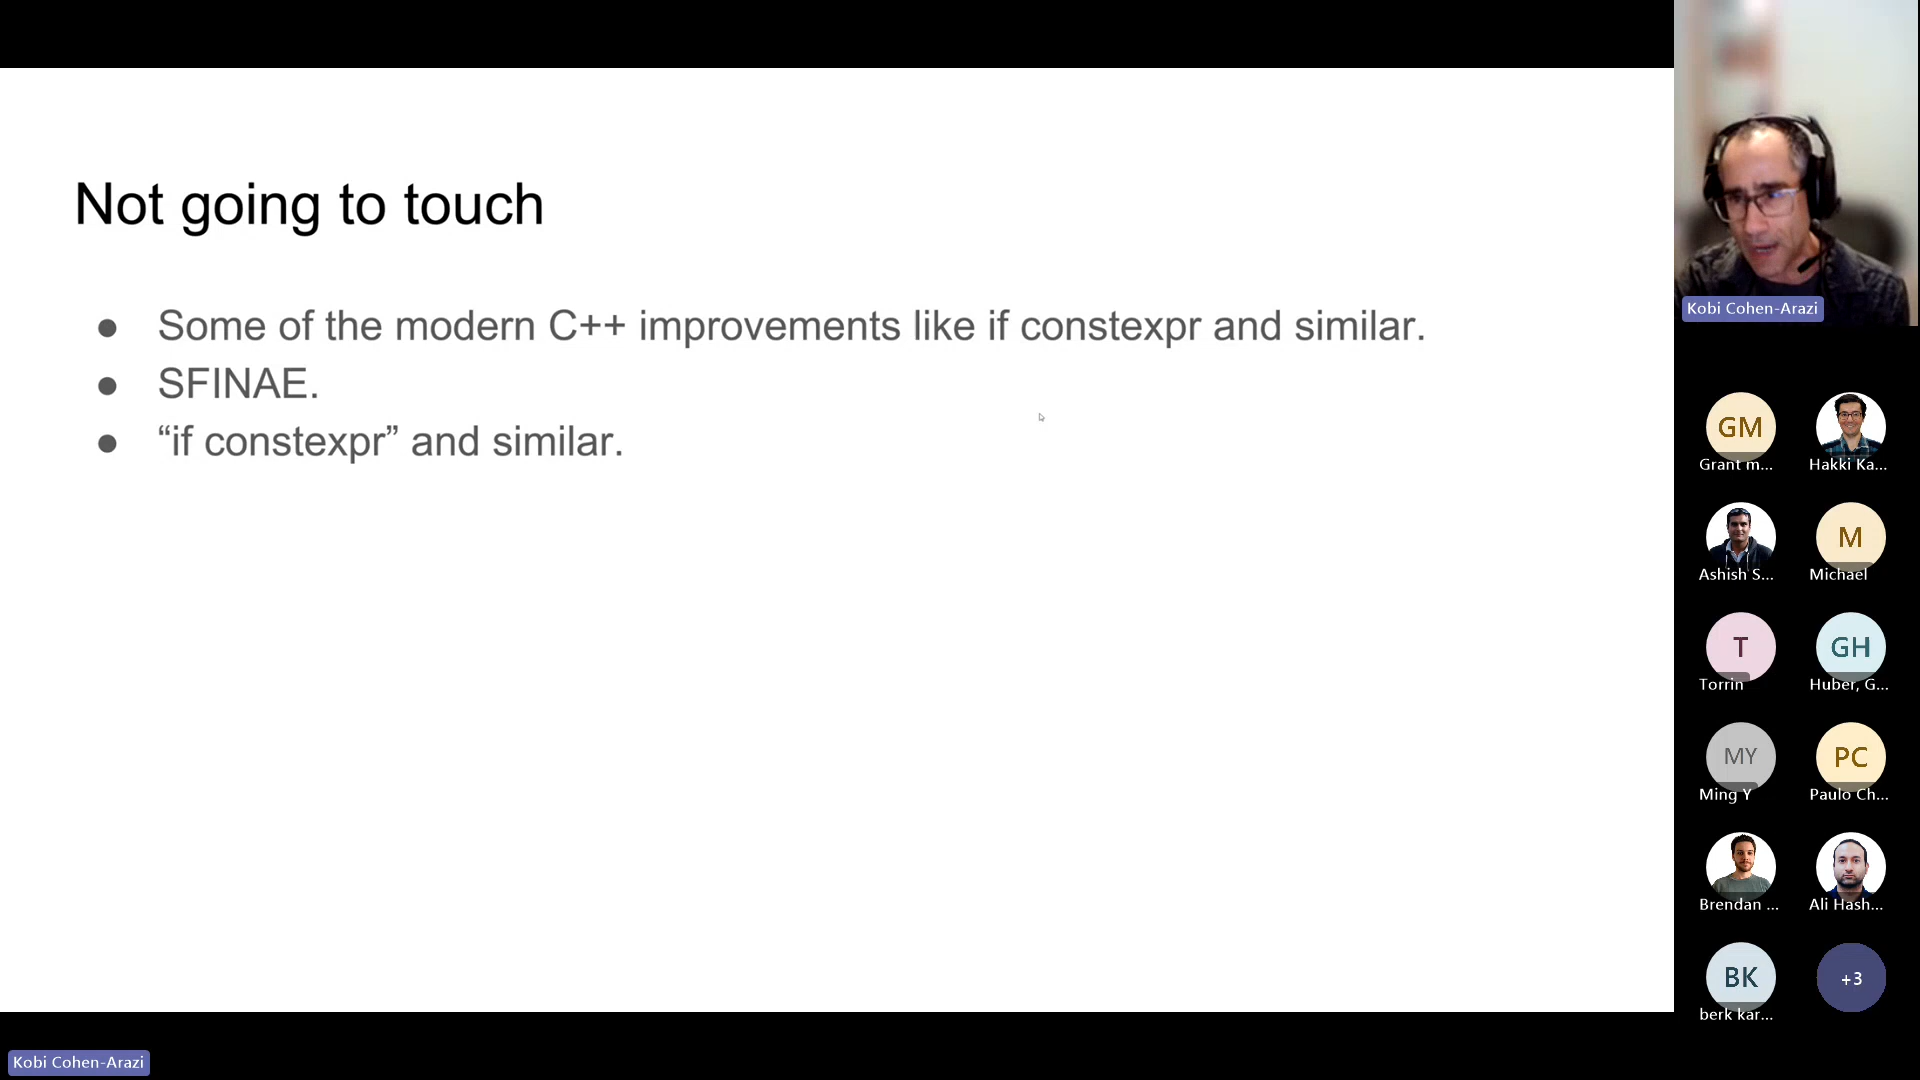 Not going to touch
● Some of the modern C++ improvements like if constexpr and similar.
● SFINAE.
● “if constexpr” and similar.
Kobi Cohen-Arazi
GM
Grant m...
Hakki Ka...
Ashish S...
M
Michael
T
Torrin
GH
Huber, G...
MY
Ming Y
PC
Paulo Ch...
Brendan ...
Ali Hash...
BK
berk kar...
+3
Kobi Cohen-Arazi